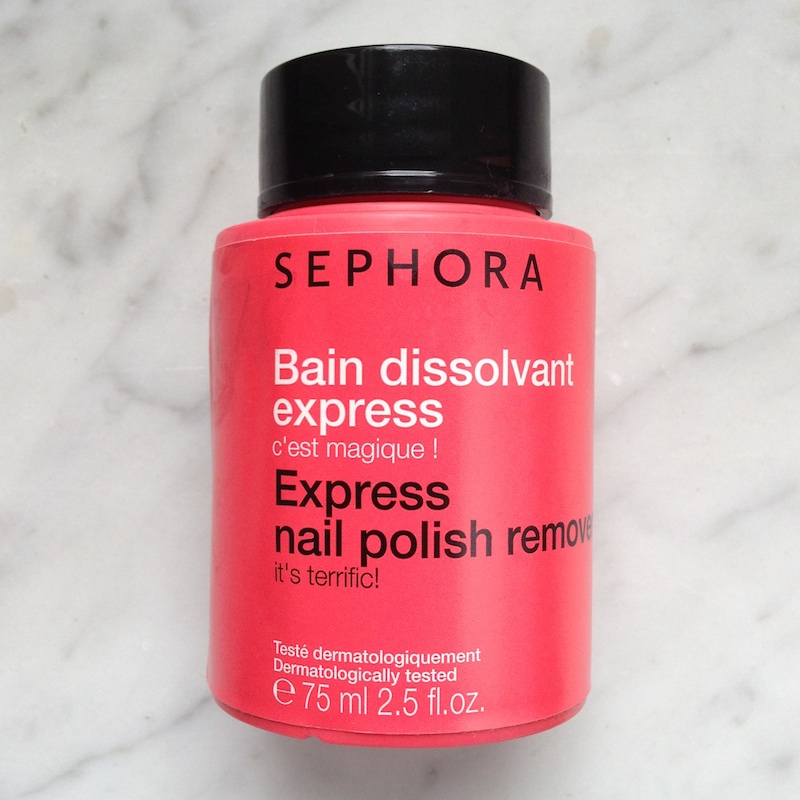 SEPHORA
Bain dissolvant
express
c'est magique !
Express
nail polish remover
it's terrific!
Testé dermatologiquement
Dermatologically tested
℮ 75 ml 2.5 fl.oz.